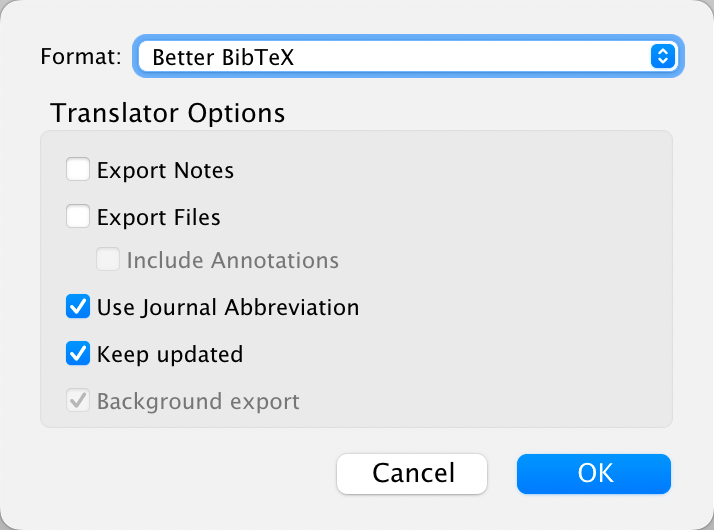 Format: Better BibTeX
Translator Options
Export Notes
Export Files
Include Annotations
Use Journal Abbreviation
Keep updated
Background export
Cancel OK